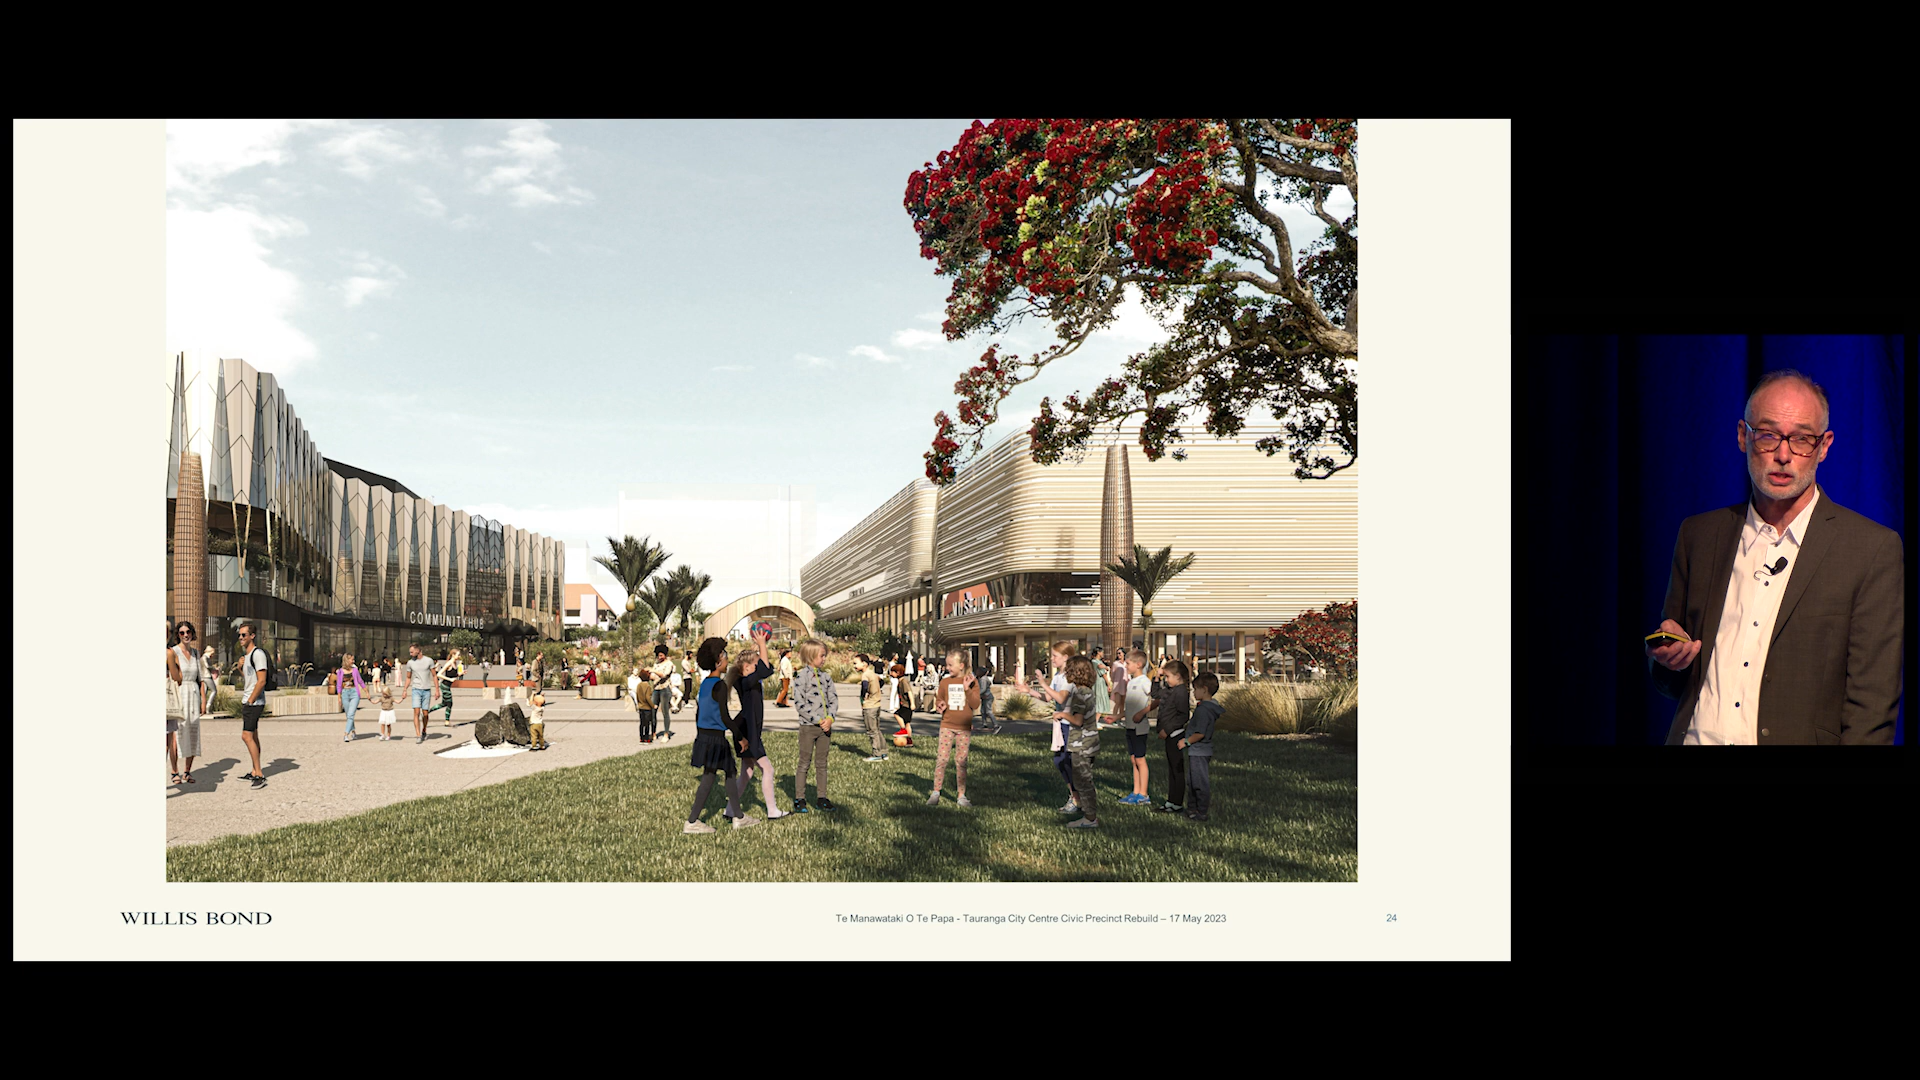 COMMUNITY HUB
MUSEUM
WILLIS BOND
Te Manawataki O Te Papa - Tauranga City Centre Civic Precinct Rebuild – 17 May 2023
24